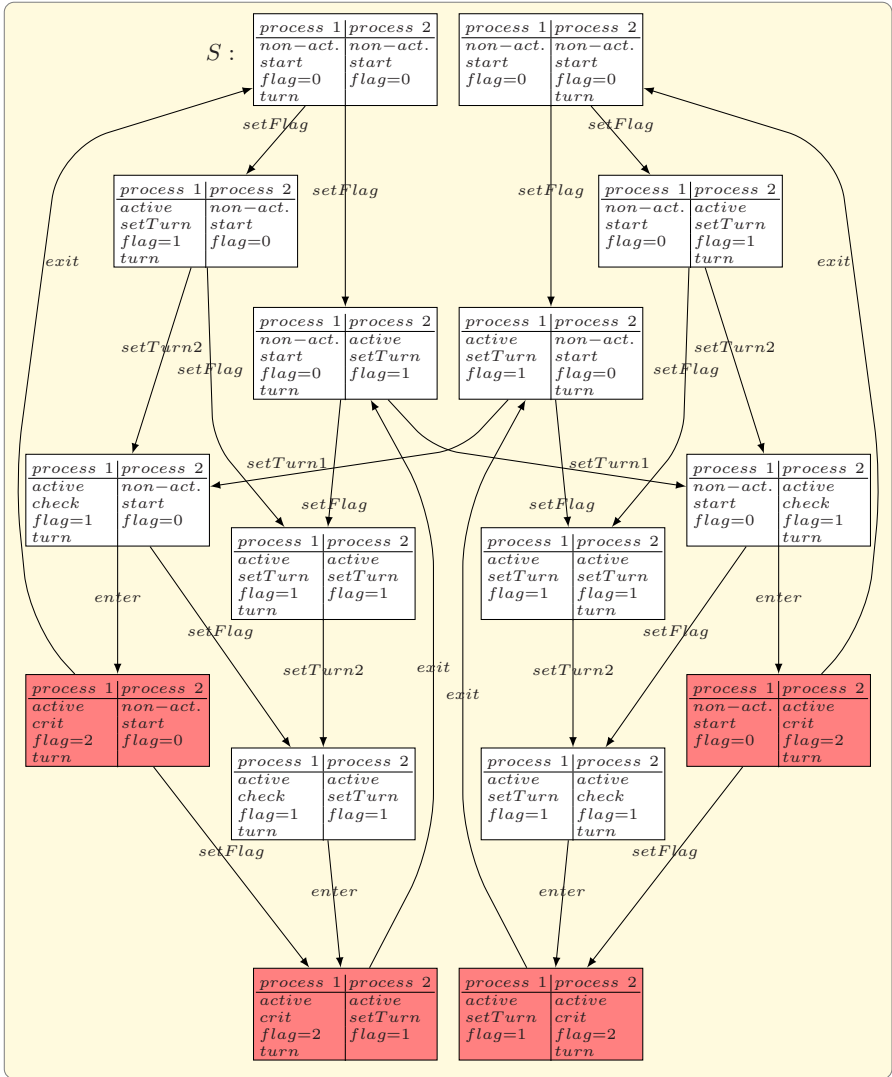 S :
process 1 process 2
non−act. non−act.
start start
flag=0 flag=0
turn
process 1 process 2
non−act. non−act.
start start
flag=0 flag=0
turn
setFlag
setFlag
setFlag
setFlag
process 1 process 2
active non−act.
setTurn start
flag=1 flag=0
turn
process 1 process 2
non−act. active
start setTurn
flag=0 flag=1
turn
exit
exit
process 1 process 2
non−act. active
start setTurn
flag=0 flag=1
turn
process 1 process 2
active non−act.
setTurn start
flag=1 flag=0
turn
setTurn2
setFlag
setFlag
setTurn2
process 1 process 2
active non−act.
check start
flag=1 flag=0
turn
setTurn1
setTurn1
process 1 process 2
non−act. active
start check
flag=0 flag=1
turn
setFlag
setFlag
process 1 process 2
active active
setTurn setTurn
flag=1 flag=1
turn
process 1 process 2
active active
setTurn setTurn
flag=1 flag=1
turn
enter
setFlag
setFlag
enter
setTurn2
exit
exit
setTurn2
process 1 process 2
active non−act.
crit start
flag=2 flag=0
turn
process 1 process 2
non−act. active
start crit
flag=0 flag=2
turn
process 1 process 2
active active
check setTurn
flag=1 flag=1
turn
process 1 process 2
active active
setTurn check
flag=1 flag=1
turn
setFlag
enter
enter
setFlag
process 1 process 2
active active
crit setTurn
flag=2 flag=1
turn
process 1 process 2
active active
setTurn crit
flag=1 flag=2
turn